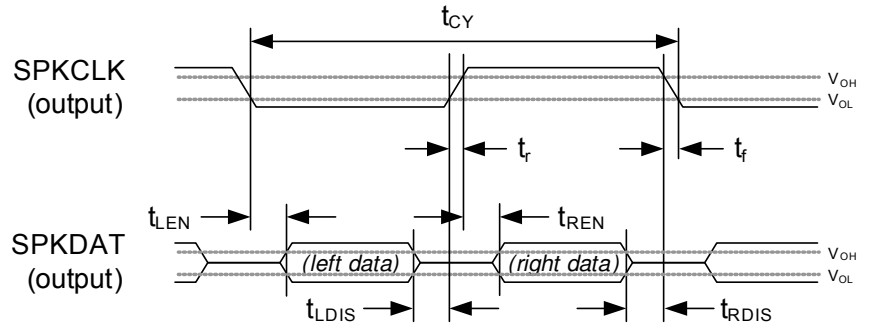 tCY
SPKCLK
(output)
VOH
VOL
tr
tf
tLEN
tREN
SPKDAT
(output)
(left data)
(right data)
VOH
VOL
tLDIS
tRDIS